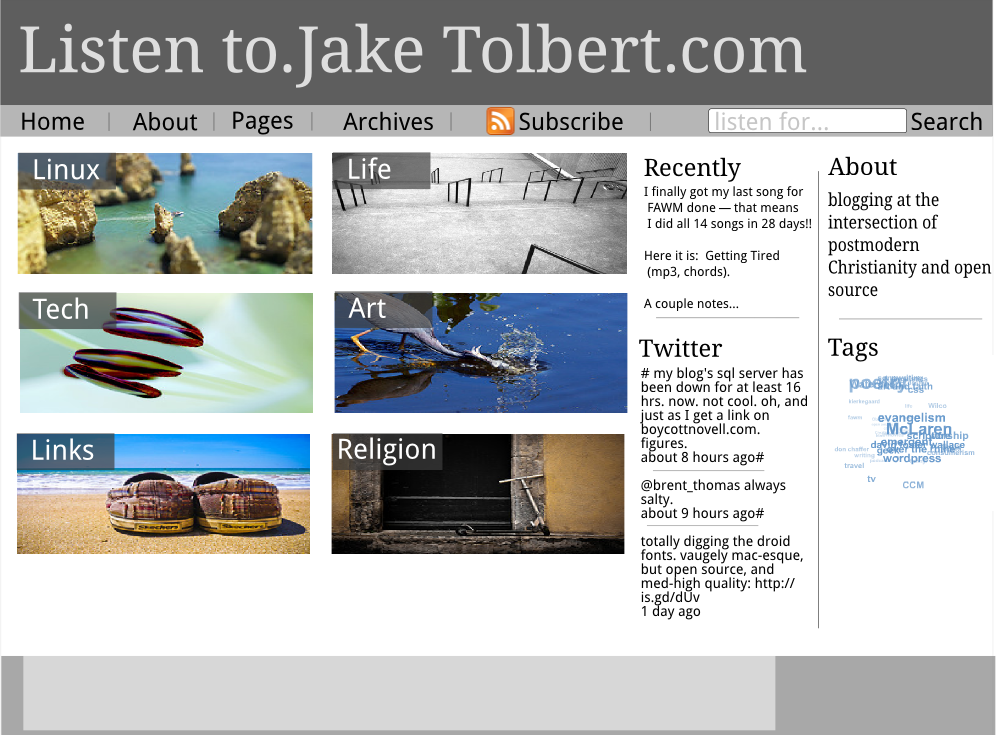 Listen to.Jake Tolbert.com
Home About Pages Archives Subscribe listen for... Search
Linux
Life
Tech
Art
Links
Skechers Skechers
Religion
Recently
I finally got my last song for
FAWM done — that means
I did all 14 songs in 28 days!!
Here it is: Getting Tired
(mp3, chords).
A couple notes...
Twitter
# my blog's sql server has
been down for at least 16
hrs. now. not cool. oh, and
just as I get a link on
boycottnovell.com.
figures.
about 8 hours ago#
@brent_thomas always
salty.
about 9 hours ago#
totally digging the droid
fonts. vaugely mac-esque,
but open source, and
med-high quality: http://
is.gd/dUv
1 day ago
About
blogging at the
intersection of
postmodern
Christianity and open
source
Tags
poetry
css
Wilco
evangelism
McLaren
emergent
wordpress
travel
tv
CCM